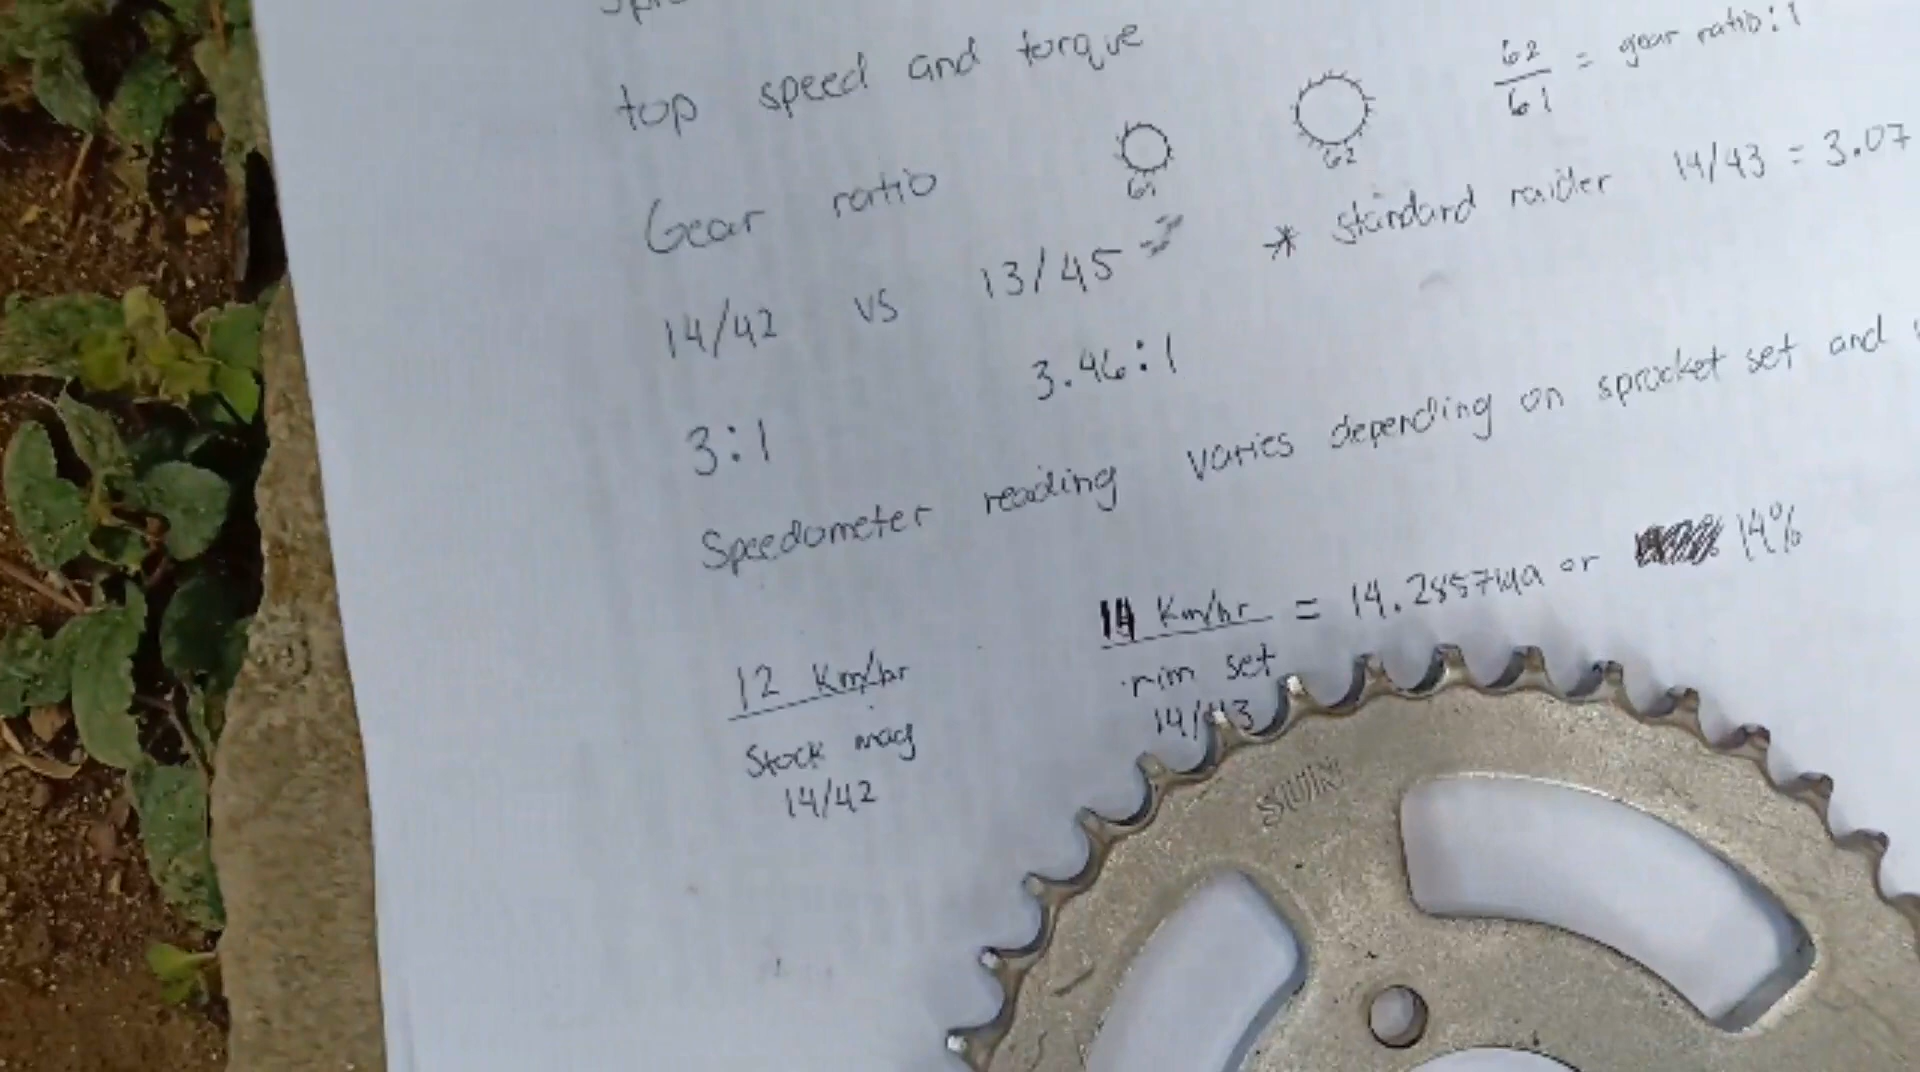 top speed and torque
62/61 = gear ratio:1
61
62
Gear ratio
* standard raider 14/43 = 3.07
14/42 vs 13/45
3:1
3.46:1
Speedometer reading varies depending on sprocket set and
12 Km/hr
Stock mag
14/42
14 Km/hr = 14.285714a or 14%
rim set
14/43
SUN